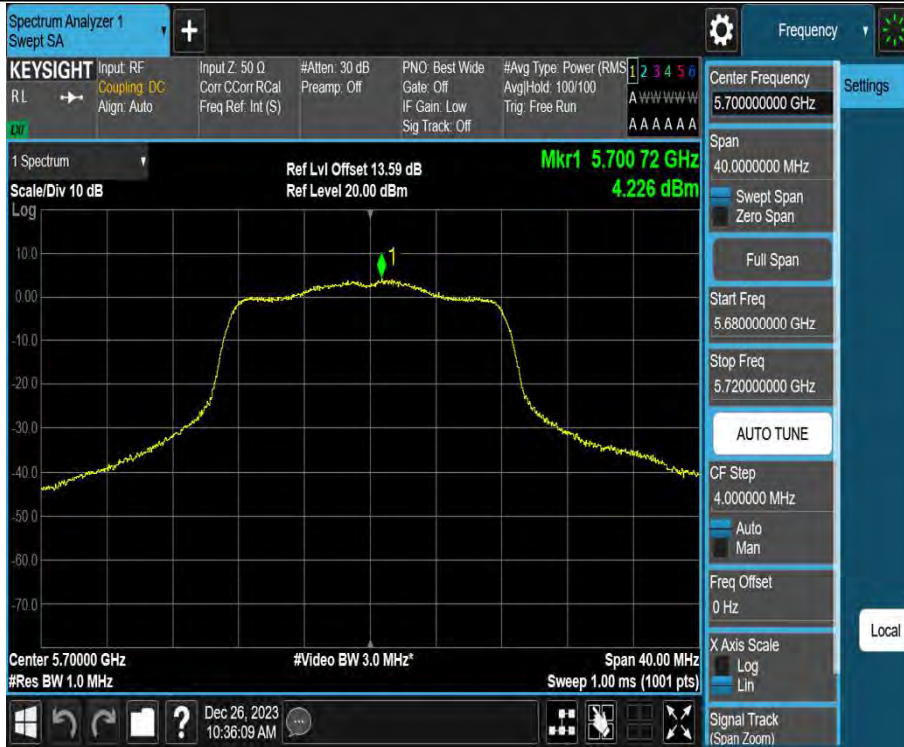 Spectrum Analyzer 1
Swept SA
+
Frequency
KEYSIGHT
RL
LXI
Input: RF
Coupling: DC
Align: Auto
Input Z: 50 Ω
Corr CCorr RCal
Freq Ref: Int (S)
#Atten: 30 dB
Preamp: Off
PNO: Best Wide
Gate: Off
IF Gain: Low
Sig Track: Off
#Avg Type: Power (RMS
Avg|Hold: 100/100
Trig: Free Run
1 2 3 4 5 6
A W W W W W
A A A A A A
1 Spectrum
Scale/Div 10 dB
Log
Ref Lvl Offset 13.59 dB
Ref Level 20.00 dBm
Mkr1 5.700 72 GHz
4.226 dBm
1
10.0
0.00
-10.0
-20.0
-30.0
-40.0
-50.0
-60.0
-70.0
Center 5.70000 GHz
#Res BW 1.0 MHz
#Video BW 3.0 MHz*
Span 40.00 MHz
Sweep 1.00 ms (1001 pts)
?
Dec 26, 2023
10:36:09 AM
Center Frequency
5.700000000 GHz
Span
40.0000000 MHz
Swept Span
Zero Span
Full Span
Start Freq
5.680000000 GHz
Stop Freq
5.720000000 GHz
AUTO TUNE
CF Step
4.000000 MHz
Auto
Man
Freq Offset
0 Hz
X Axis Scale
Log
Lin
Signal Track
(Span Zoom)
Settings
Local